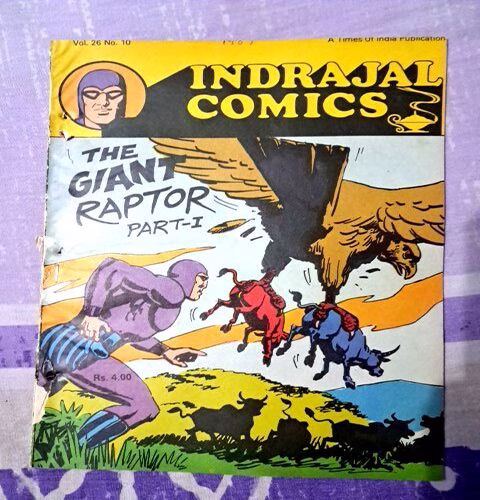 Vol. 26 No. 10
A Times Of India Publication
INDRAJAL
COMICS
THE
GIANT
RAPTOR
PART-I
Rs. 4.00